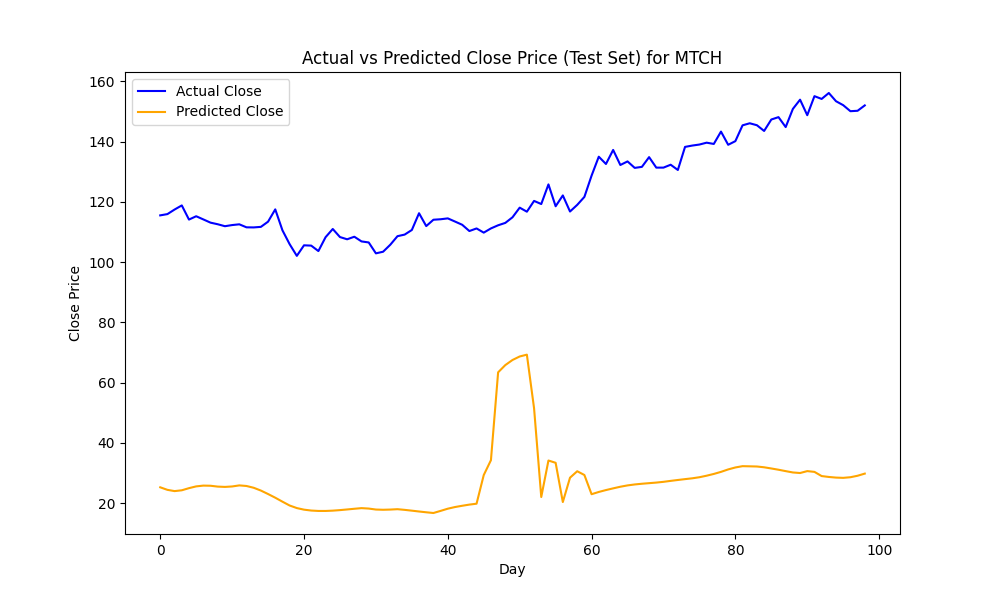 Actual vs Predicted Close Price (Test Set) for MTCH
Actual Close
Predicted Close
Close Price
160
140
120
100
80
60
40
20
0 20 40 60 80 100
Day